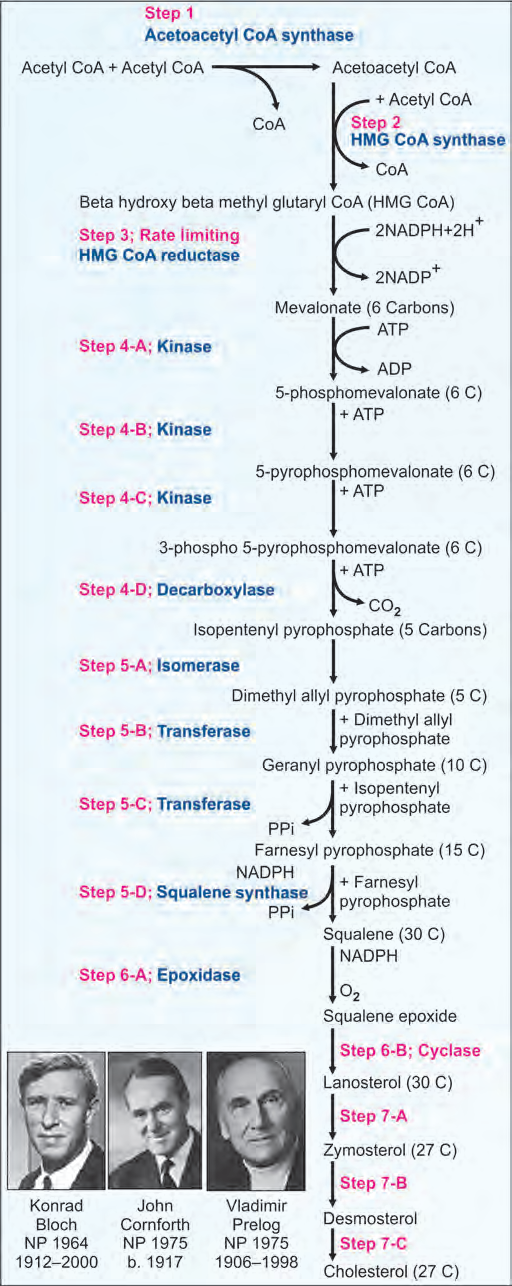 Step 1
Acetoacetyl CoA synthase
Acetyl CoA + Acetyl CoA
Acetoacetyl CoA
CoA
+ Acetyl CoA
Step 2
HMG CoA synthase
CoA
Beta hydroxy beta methyl glutaryl CoA (HMG CoA)
Step 3; Rate limiting
HMG CoA reductase
2NADPH+2H+
2NADP+
Mevalonate (6 Carbons)
Step 4-A; Kinase
ATP
ADP
5-phosphomevalonate (6 C)
+ ATP
Step 4-B; Kinase
5-pyrophosphomevalonate (6 C)
+ ATP
Step 4-C; Kinase
3-phospho 5-pyrophosphomevalonate (6 C)
+ ATP
Step 4-D; Decarboxylase
CO2
Isopentenyl pyrophosphate (5 Carbons)
Step 5-A; Isomerase
Dimethyl allyl pyrophosphate (5 C)
Step 5-B; Transferase
+ Dimethyl allyl
pyrophosphate
Geranyl pyrophosphate (10 C)
Step 5-C; Transferase
+ Isopentenyl
pyrophosphate
PPi
Farnesyl pyrophosphate (15 C)
NADPH
Step 5-D; Squalene synthase
PPi
+ Farnesyl
pyrophosphate
Squalene (30 C)
NADPH
Step 6-A; Epoxidase
O2
Squalene epoxide
Step 6-B; Cyclase
Lanosterol (30 C)
Step 7-A
Zymosterol (27 C)
Step 7-B
Desmosterol
Step 7-C
Cholesterol (27 C)
Konrad
Bloch
NP 1964
1912–2000
John
Cornforth
NP 1975
b. 1917
Vladimir
Prelog
NP 1975
1906–1998